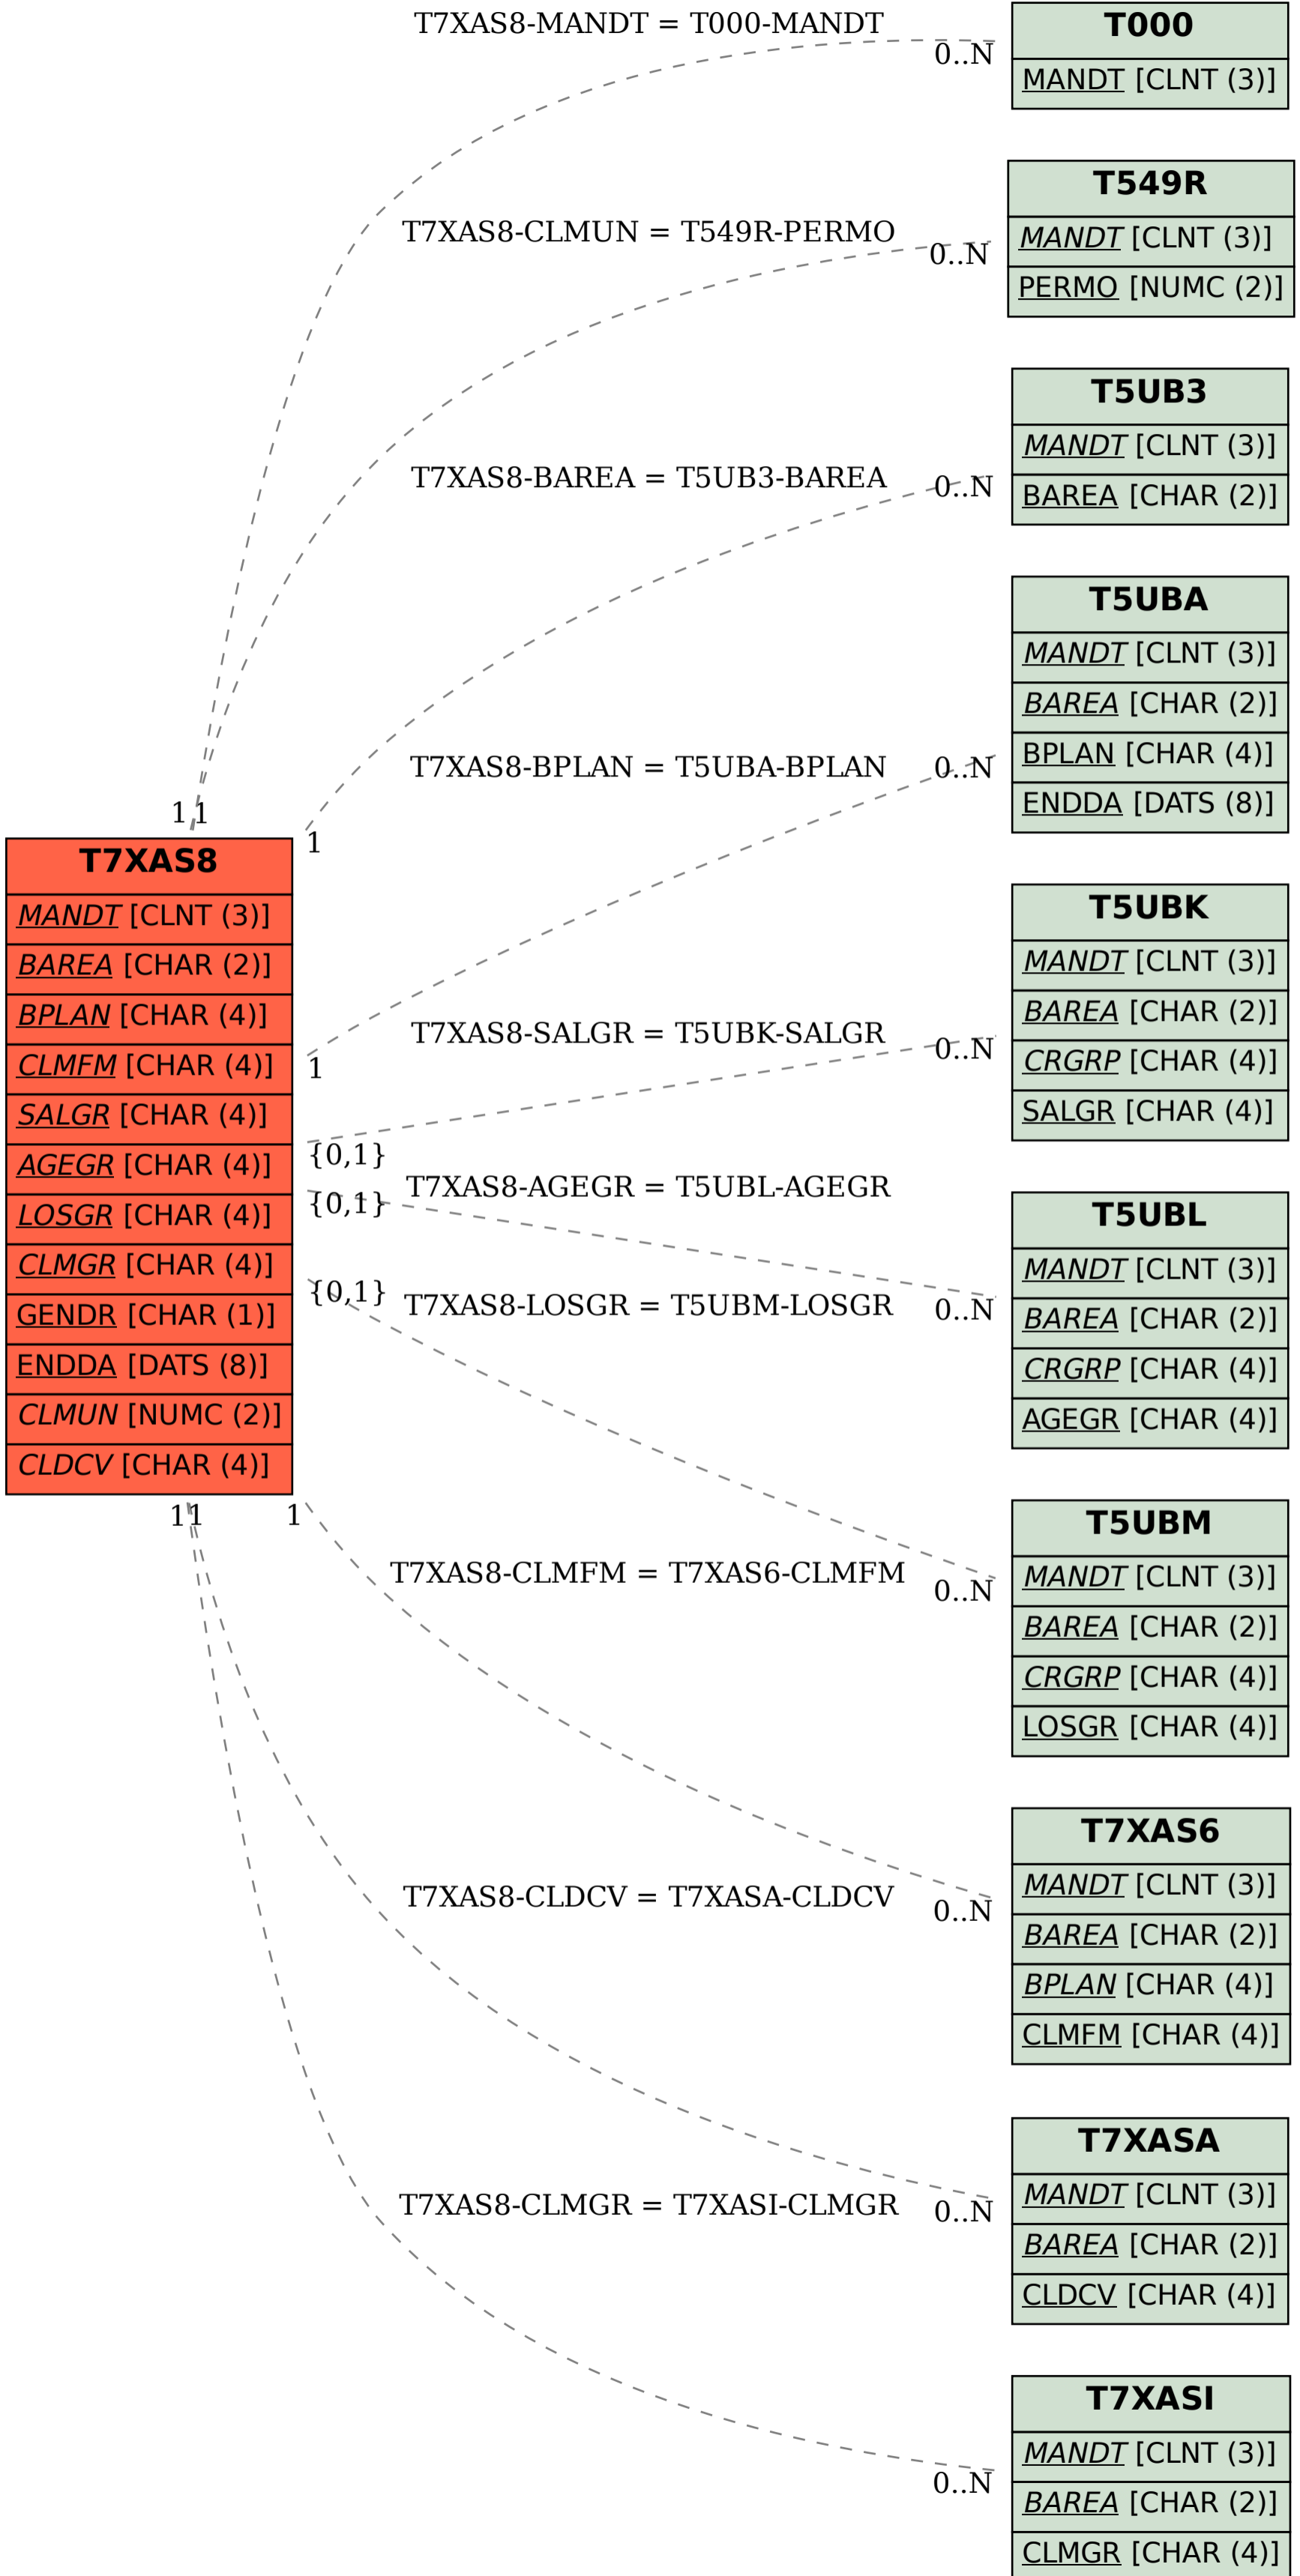 T7XAS8-MANDT = T000-MANDT
0..N
T000
MANDT [CLNT (3)]
T7XAS8-CLMUN = T549R-PERMO
0..N
T549R
MANDT [CLNT (3)]
PERMO [NUMC (2)]
T7XAS8-BAREA = T5UB3-BAREA
0..N
T5UB3
MANDT [CLNT (3)]
BAREA [CHAR (2)]
T7XAS8-BPLAN = T5UBA-BPLAN
0..N
T5UBA
MANDT [CLNT (3)]
BAREA [CHAR (2)]
BPLAN [CHAR (4)]
ENDDA [DATS (8)]
1
1
1
T7XAS8
MANDT [CLNT (3)]
BAREA [CHAR (2)]
BPLAN [CHAR (4)]
CLMFM [CHAR (4)]
SALGR [CHAR (4)]
AGEGR [CHAR (4)]
LOSGR [CHAR (4)]
CLMGR [CHAR (4)]
GENDR [CHAR (1)]
ENDDA [DATS (8)]
CLMUN [NUMC (2)]
CLDCV [CHAR (4)]
1
T7XAS8-SALGR = T5UBK-SALGR
0..N
{0,1}
T5UBK
MANDT [CLNT (3)]
BAREA [CHAR (2)]
CRGRP [CHAR (4)]
SALGR [CHAR (4)]
T7XAS8-AGEGR = T5UBL-AGEGR
{0,1}
0..N
T5UBL
MANDT [CLNT (3)]
BAREA [CHAR (2)]
CRGRP [CHAR (4)]
AGEGR [CHAR (4)]
{0,1}
T7XAS8-LOSGR = T5UBM-LOSGR
0..N
T5UBM
MANDT [CLNT (3)]
BAREA [CHAR (2)]
CRGRP [CHAR (4)]
LOSGR [CHAR (4)]
1
1
1
T7XAS8-CLMFM = T7XAS6-CLMFM
0..N
T7XAS6
MANDT [CLNT (3)]
BAREA [CHAR (2)]
BPLAN [CHAR (4)]
CLMFM [CHAR (4)]
T7XAS8-CLDCV = T7XASA-CLDCV
0..N
T7XASA
MANDT [CLNT (3)]
BAREA [CHAR (2)]
CLDCV [CHAR (4)]
T7XAS8-CLMGR = T7XASI-CLMGR
0..N
T7XASI
MANDT [CLNT (3)]
BAREA [CHAR (2)]
CLMGR [CHAR (4)]